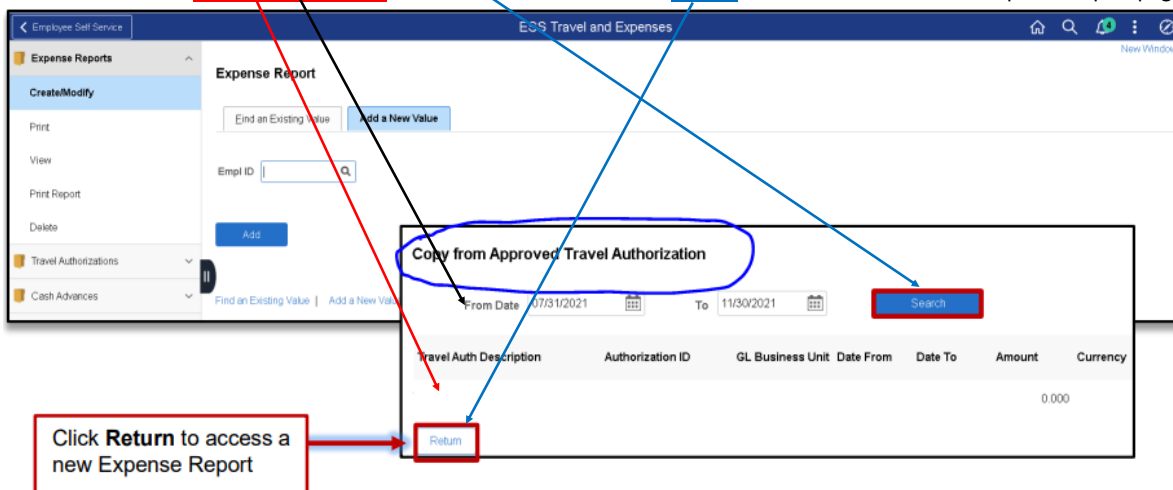 Employee Self Service
ESS Travel and Expenses
New Window
Expense Reports
Create/Modify
Print
View
Print Report
Delete
Travel Authorizations
Cash Advances
Expense Report
Find an Existing Value
Add a New Value
Empl ID
Add
Find an Existing Value | Add a New Value
Copy from Approved Travel Authorization
From Date 07/31/2021 To 11/30/2021 Search
Travel Auth Description Authorization ID GL Business Unit Date From Date To Amount Currency
0.000
Return
Click Return to access a
new Expense Report